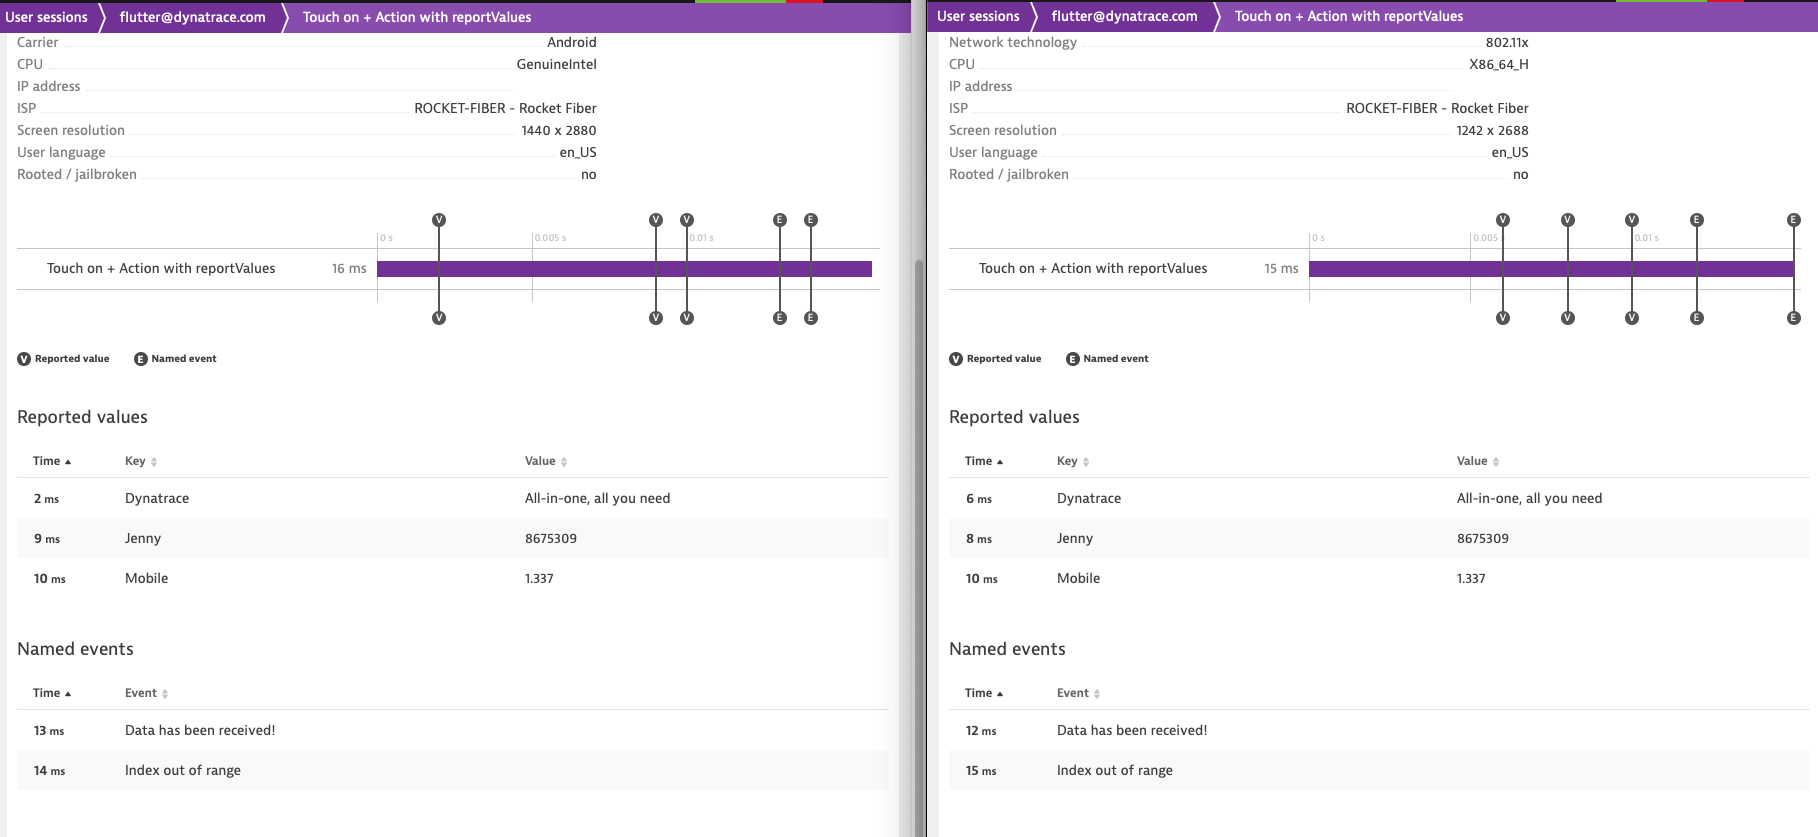 User sessions flutter@dynatrace.com Touch on + Action with reportValues
Carrier Android
CPU GenuineIntel
IP address
ISP ROCKET-FIBER - Rocket Fiber
Screen resolution 1440 x 2880
User language en_US
Rooted / jailbroken no
V V V E E
0 s 0.005 s 0.01 s
Touch on + Action with reportValues 16 ms
V V V E E
V Reported value E Named event
Reported values
Time Key Value
2 ms Dynatrace All-in-one, all you need
9 ms Jenny 8675309
10 ms Mobile 1.337
Named events
Time Event
13 ms Data has been received!
14 ms Index out of range
User sessions flutter@dynatrace.com Touch on + Action with reportValues
Network technology 802.11x
CPU X86_64_H
IP address
ISP ROCKET-FIBER - Rocket Fiber
Screen resolution 1242 x 2688
User language en_US
Rooted / jailbroken no
V V V E E
0 s 0.005 s 0.01 s
Touch on + Action with reportValues 15 ms
V V V E E
V Reported value E Named event
Reported values
Time Key Value
6 ms Dynatrace All-in-one, all you need
8 ms Jenny 8675309
10 ms Mobile 1.337
Named events
Time Event
12 ms Data has been received!
15 ms Index out of range